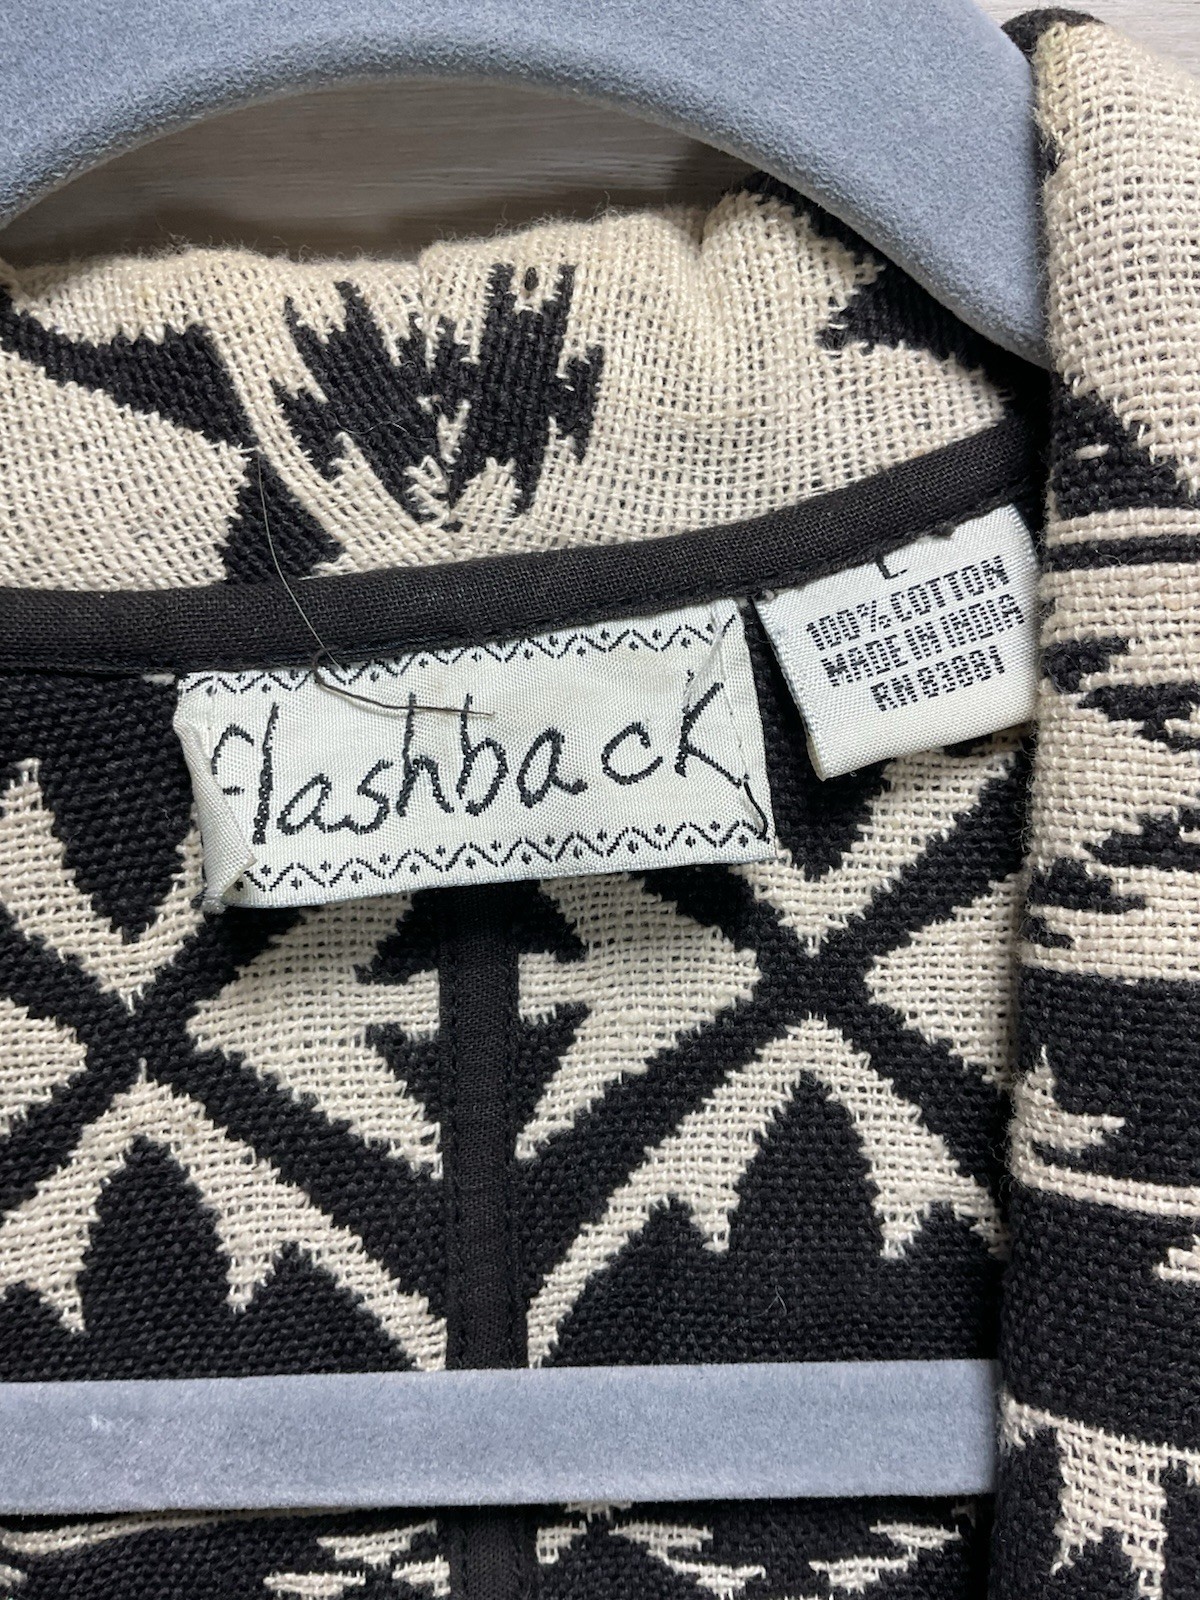 flashback
L
100% COTTON
MADE IN INDIA
RN 83881